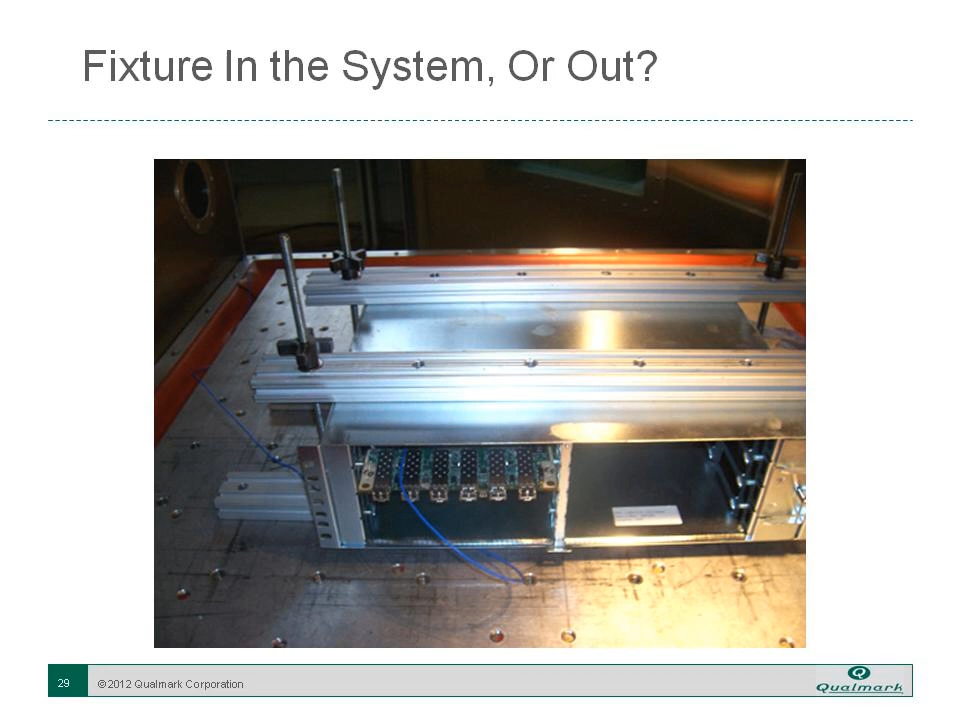 Fixture In the System, Or Out?
29
©2012 Qualmark Corporation
Qualmark